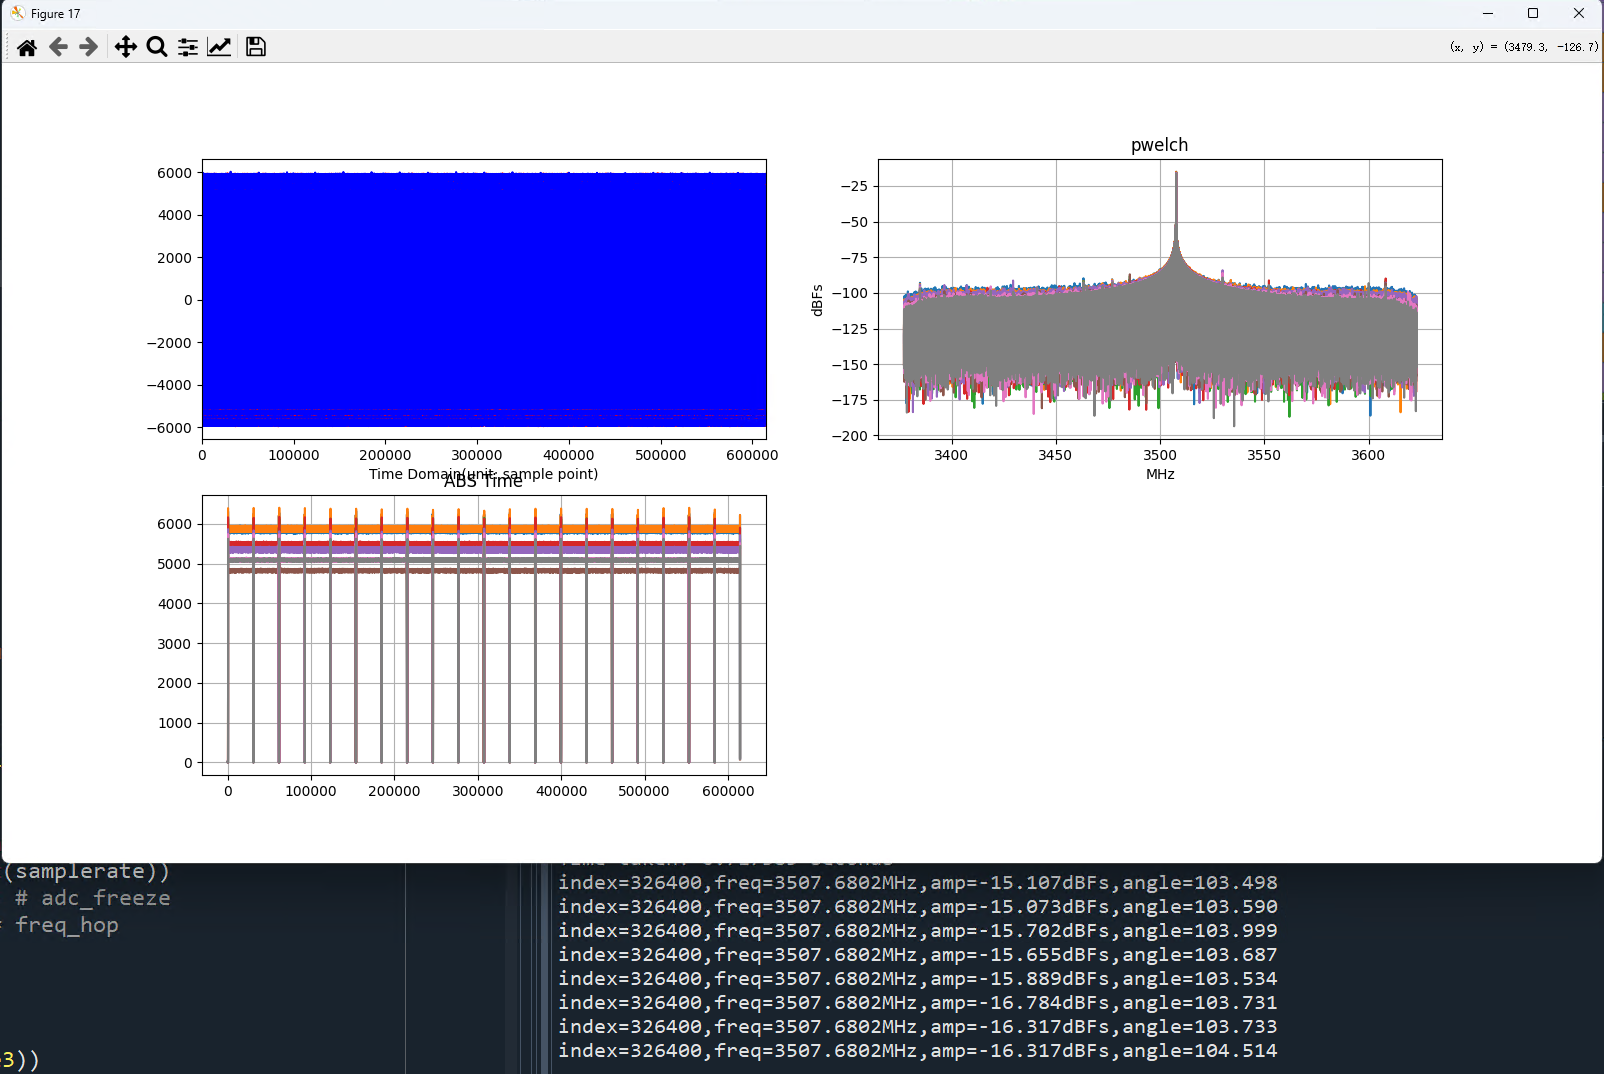 Figure 17
(x, y) = (3479.3, -126.7)
6000
4000
2000
0
−2000
−4000
−6000
0 100000 200000 300000 400000 500000 600000
Time Domain(unit: sample point)
pwelch
−25
−50
−75
−100
−125
−150
−175
−200
dBFs
3400 3450 3500 3550 3600
MHz
ABS Time
6000
5000
4000
3000
2000
1000
0
0 100000 200000 300000 400000 500000 600000
(samplerate))
# adc_freeze
freq_hop
3))
index=326400,freq=3507.6802MHz,amp=-15.107dBFs,angle=103.498
index=326400,freq=3507.6802MHz,amp=-15.073dBFs,angle=103.590
index=326400,freq=3507.6802MHz,amp=-15.702dBFs,angle=103.999
index=326400,freq=3507.6802MHz,amp=-15.655dBFs,angle=103.687
index=326400,freq=3507.6802MHz,amp=-15.889dBFs,angle=103.534
index=326400,freq=3507.6802MHz,amp=-16.784dBFs,angle=103.731
index=326400,freq=3507.6802MHz,amp=-16.317dBFs,angle=103.733
index=326400,freq=3507.6802MHz,amp=-16.317dBFs,angle=104.514